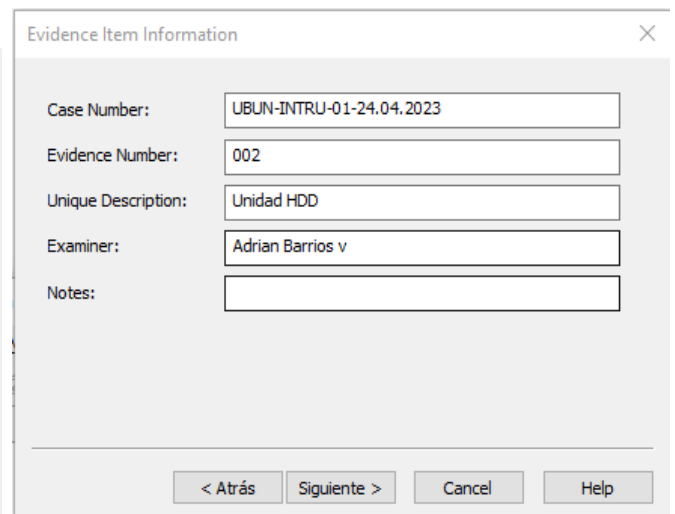 Evidence Item Information
Case Number: UBUN-INTRU-01-24.04.2023
Evidence Number: 002
Unique Description: Unidad HDD
Examiner: Adrian Barrios v
Notes:
< Atrás Siguiente > Cancel Help